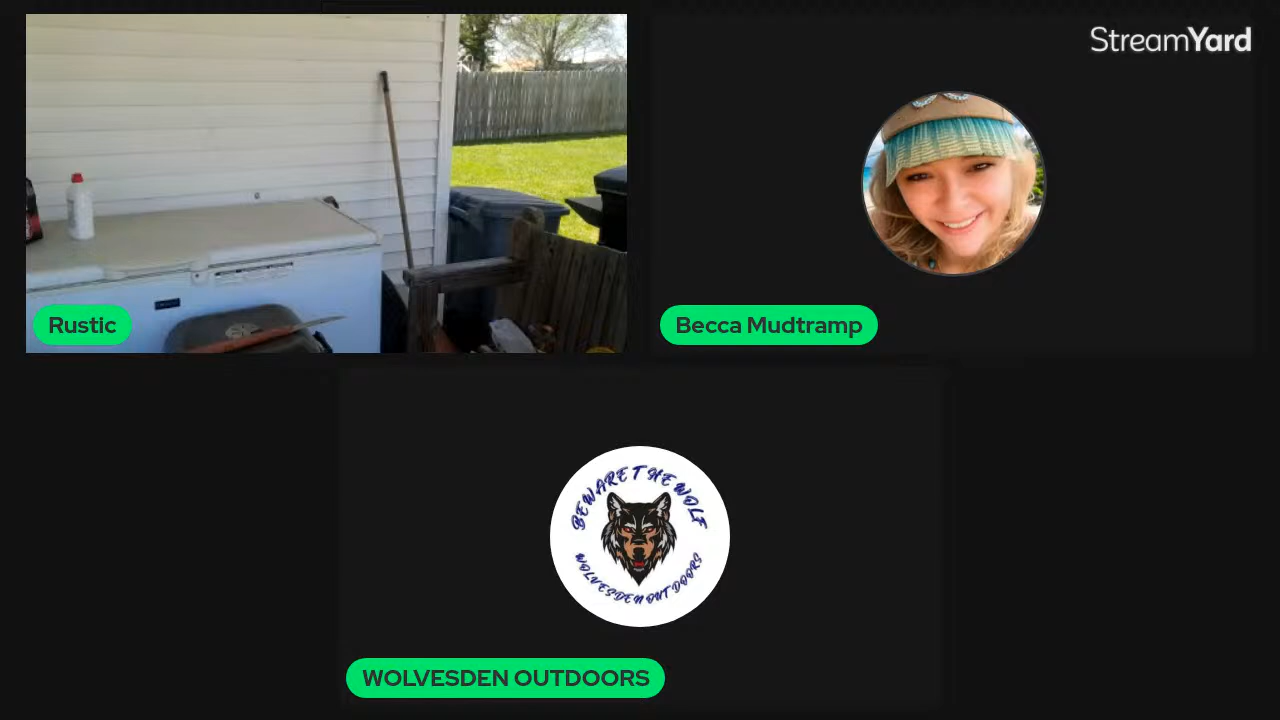 StreamYard
Rustic
Becca Mudtramp
BEWARE THE WOLF
WOLVESDEN OUTDOORS
WOLVESDEN OUTDOORS